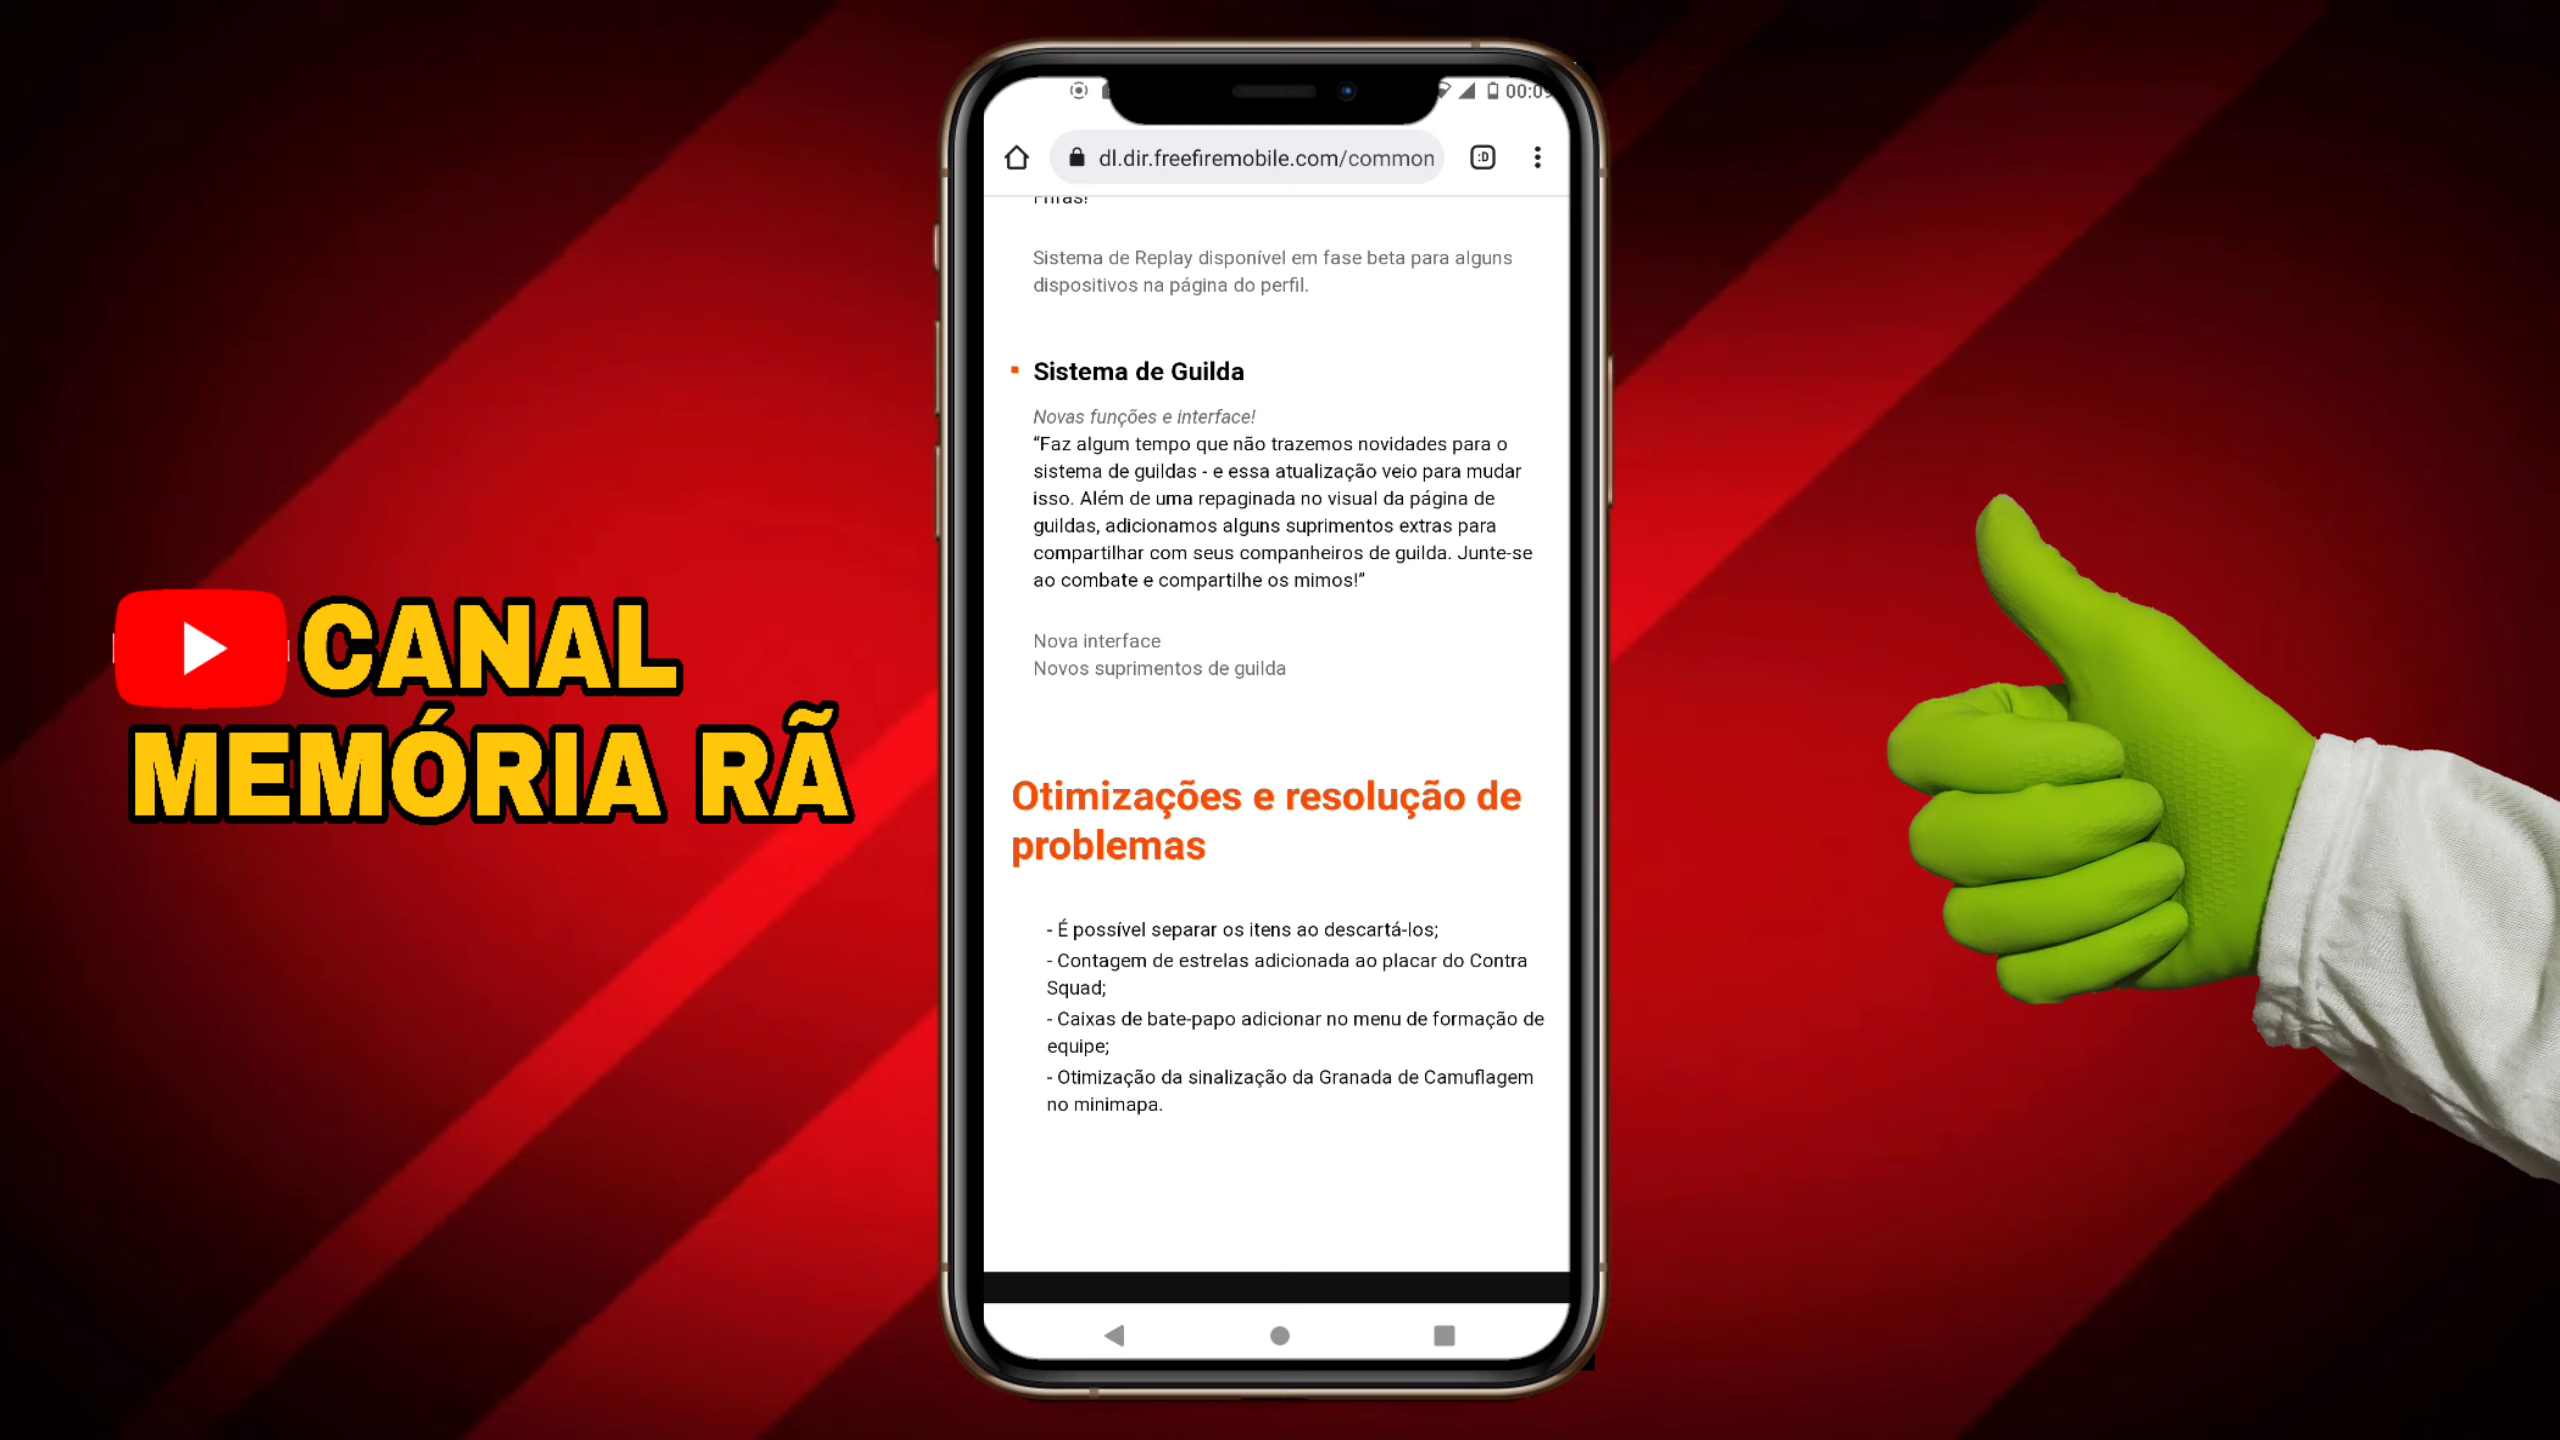 CANAL
MEMÓRIA RÃ
dl.dir.freefiremobile.com/common
:D
Sistema de Replay disponível em fase beta para alguns
dispositivos na página do perfil.
Sistema de Guilda
Novas funções e interface!
“Faz algum tempo que não trazemos novidades para o
sistema de guildas - e essa atualização veio para mudar
isso. Além de uma repaginada no visual da página de
guildas, adicionamos alguns suprimentos extras para
compartilhar com seus companheiros de guilda. Junte-se
ao combate e compartilhe os mimos!”
Nova interface
Novos suprimentos de guilda
Otimizações e resolução de
problemas
- É possível separar os itens ao descartá-los;
- Contagem de estrelas adicionada ao placar do Contra
Squad;
- Caixas de bate-papo adicionar no menu de formação de
equipe;
- Otimização da sinalização da Granada de Camuflagem
no minimapa.